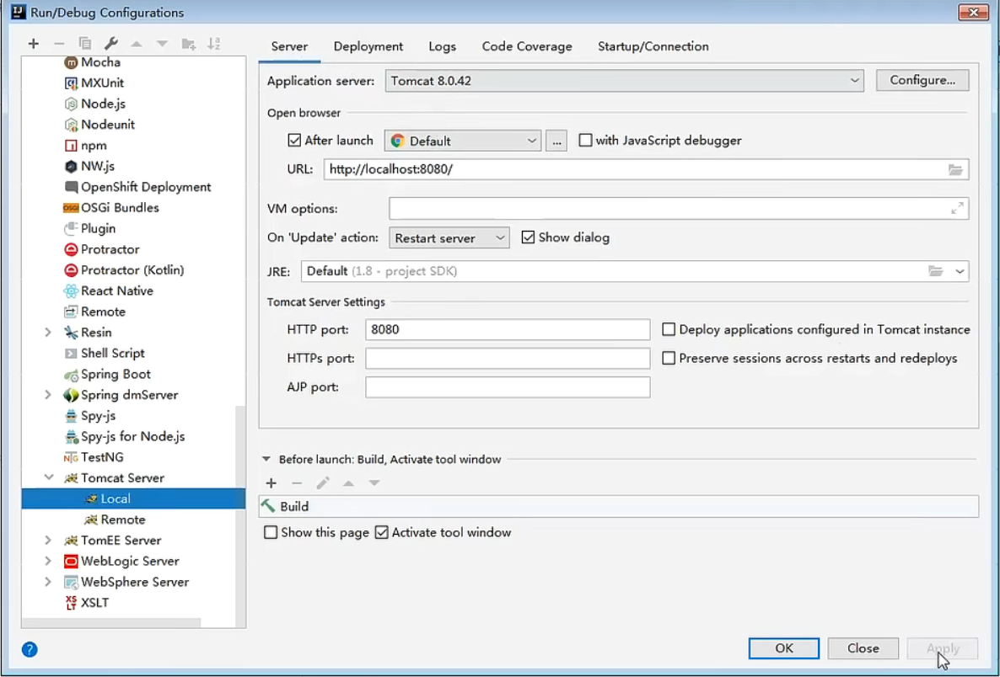 Run/Debug Configurations
Mocha
MXUnit
Node.js
Nodeunit
npm
NW.js
OpenShift Deployment
OSGi Bundles
Plugin
Protractor
Protractor (Kotlin)
React Native
Remote
Resin
Shell Script
Spring Boot
Spring dmServer
Spy-js
Spy-js for Node.js
TestNG
Tomcat Server
Local
Remote
TomEE Server
WebLogic Server
WebSphere Server
XSLT
Server Deployment Logs Code Coverage Startup/Connection
Application server: Tomcat 8.0.42 Configure...
Open browser
After launch Default ... with JavaScript debugger
URL: http://localhost:8080/
VM options:
On 'Update' action: Restart server Show dialog
JRE: Default (1.8 - project SDK)
Tomcat Server Settings
HTTP port: 8080 Deploy applications configured in Tomcat instance
HTTPs port: Preserve sessions across restarts and redeploys
AJP port:
Before launch: Build, Activate tool window
Build
Show this page Activate tool window
? OK Close Apply